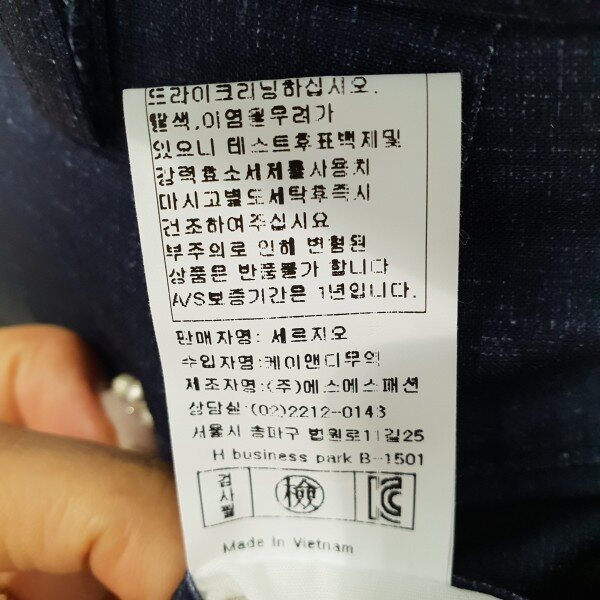 드라이크리닝하십시오.
탈색,이염될우려가
있으니 테스트후표백제및
강력효소세제를사용치
마시고별도세탁후즉시
건조하여주십시요
부주의로 인해 변형된
상품은 반품불가 합니다
A/S보증기간은 1년입니다.
판매자명: 세르지오
수입자명:케이앤디무역
제조자명:(주)에스에스패션
상담실:(02)2212-0143
서울시 송파구 법원로11길25
H business park B-1501
검사필
檢
KC
Made in Vietnam